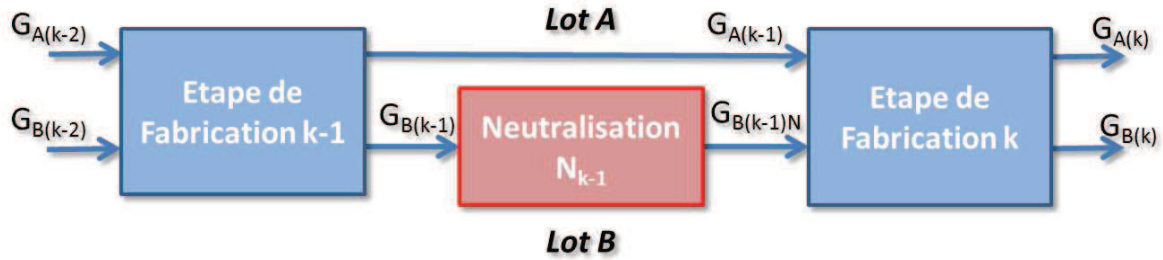 Lot A
G_A(k-2)
G_A(k-1)
G_A(k)
Etape de
Fabrication k-1
G_B(k-2)
G_B(k-1)
Neutralisation
N_k-1
G_B(k-1)N
Etape de
Fabrication k
G_B(k)
Lot B